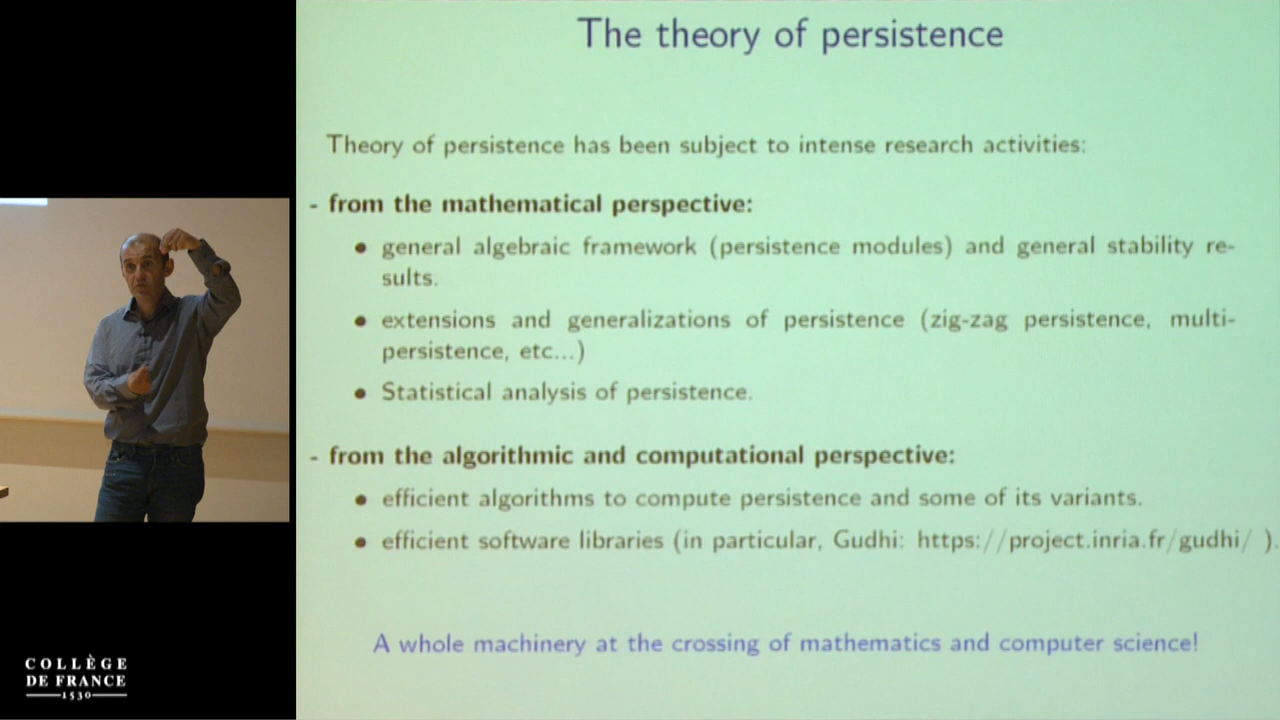 The theory of persistence
Theory of persistence has been subject to intense research activities:
- from the mathematical perspective:
• general algebraic framework (persistence modules) and general stability re-
sults.
• extensions and generalizations of persistence (zig-zag persistence, multi-
persistence, etc...)
• Statistical analysis of persistence.
- from the algorithmic and computational perspective:
• efficient algorithms to compute persistence and some of its variants.
• efficient software libraries (in particular, Gudhi: https://project.inria.fr/gudhi/ ).
A whole machinery at the crossing of mathematics and computer science!
COLLÈGE
DE FRANCE
1530